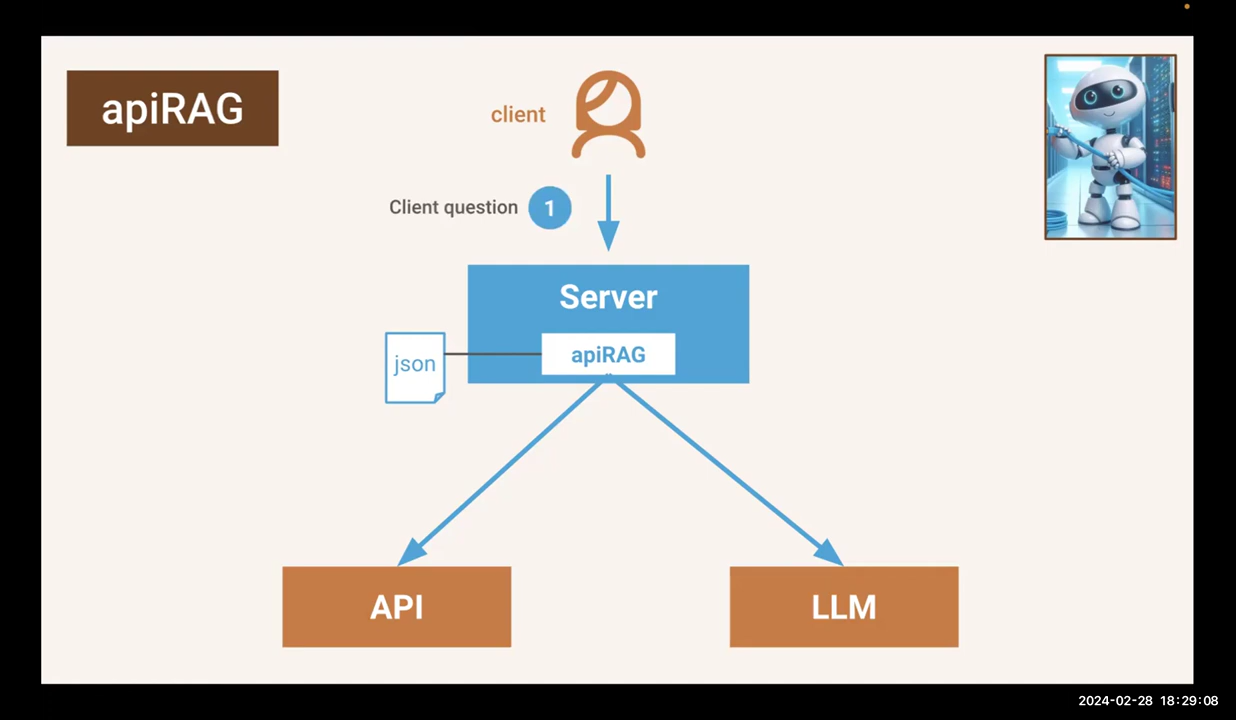 apiRAG
client
Client question 1
Server
json
apiRAG
API
LLM
2024-02-28 18:29:08